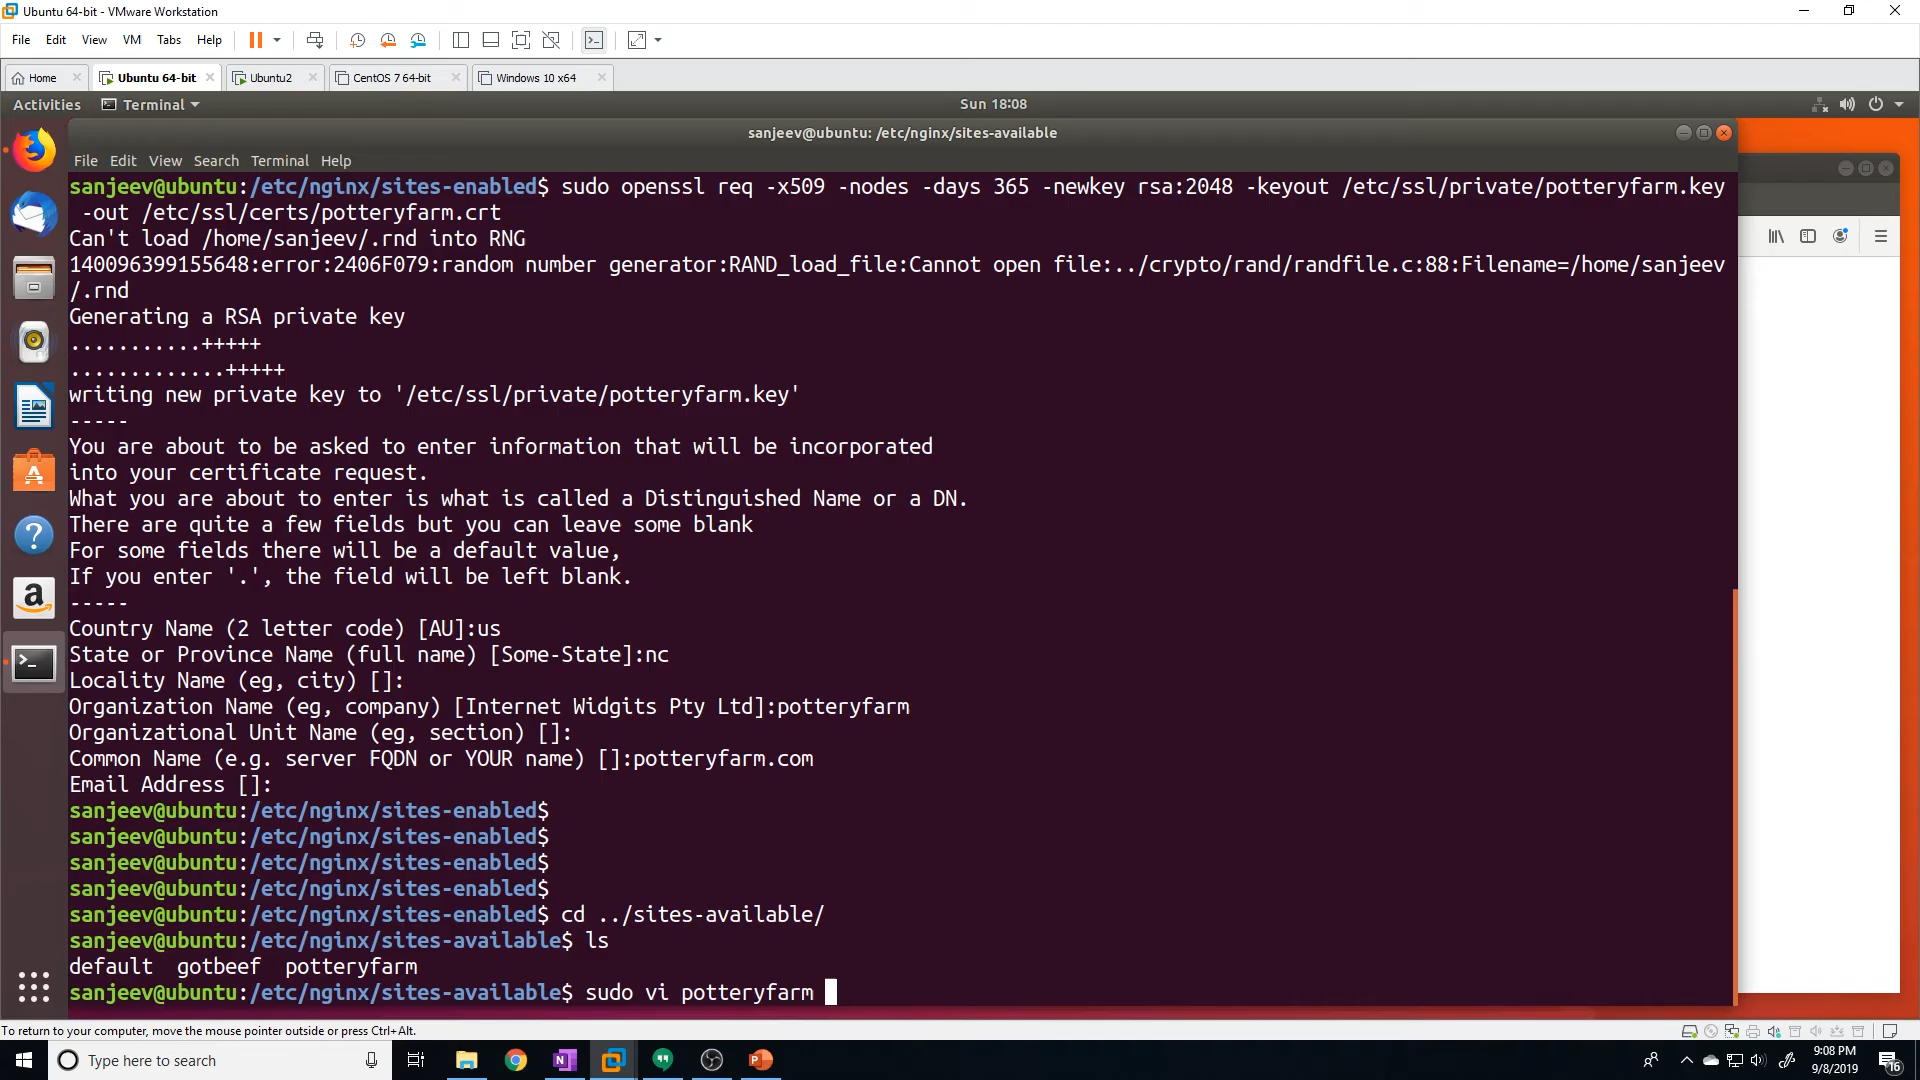 Ubuntu 64-bit - VMware Workstation
File Edit View VM Tabs Help
Home Ubuntu 64-bit Ubuntu2 CentOS 7 64-bit Windows 10 x64
Activities Terminal Sun 18:08
sanjeev@ubuntu: /etc/nginx/sites-available
File Edit View Search Terminal Help
sanjeev@ubuntu:/etc/nginx/sites-enabled$ sudo openssl req -x509 -nodes -days 365 -newkey rsa:2048 -keyout /etc/ssl/private/potteryfarm.key
-out /etc/ssl/certs/potteryfarm.crt
Can't load /home/sanjeev/.rnd into RNG
140096399155648:error:2406F079:random number generator:RAND_load_file:Cannot open file:../crypto/rand/randfile.c:88:Filename=/home/sanjeev
/.rnd
Generating a RSA private key
...........+++++
.............+++++
writing new private key to '/etc/ssl/private/potteryfarm.key'
-----
You are about to be asked to enter information that will be incorporated
into your certificate request.
What you are about to enter is what is called a Distinguished Name or a DN.
There are quite a few fields but you can leave some blank
For some fields there will be a default value,
If you enter '.', the field will be left blank.
-----
Country Name (2 letter code) [AU]:us
State or Province Name (full name) [Some-State]:nc
Locality Name (eg, city) []:
Organization Name (eg, company) [Internet Widgits Pty Ltd]:potteryfarm
Organizational Unit Name (eg, section) []:
Common Name (e.g. server FQDN or YOUR name) []:potteryfarm.com
Email Address []:
sanjeev@ubuntu:/etc/nginx/sites-enabled$
sanjeev@ubuntu:/etc/nginx/sites-enabled$
sanjeev@ubuntu:/etc/nginx/sites-enabled$
sanjeev@ubuntu:/etc/nginx/sites-enabled$
sanjeev@ubuntu:/etc/nginx/sites-enabled$ cd ../sites-available/
sanjeev@ubuntu:/etc/nginx/sites-available$ ls
default gotbeef potteryfarm
sanjeev@ubuntu:/etc/nginx/sites-available$ sudo vi potteryfarm
To return to your computer, move the mouse pointer outside or press Ctrl+Alt.
Type here to search
9:08 PM
9/8/2019
16